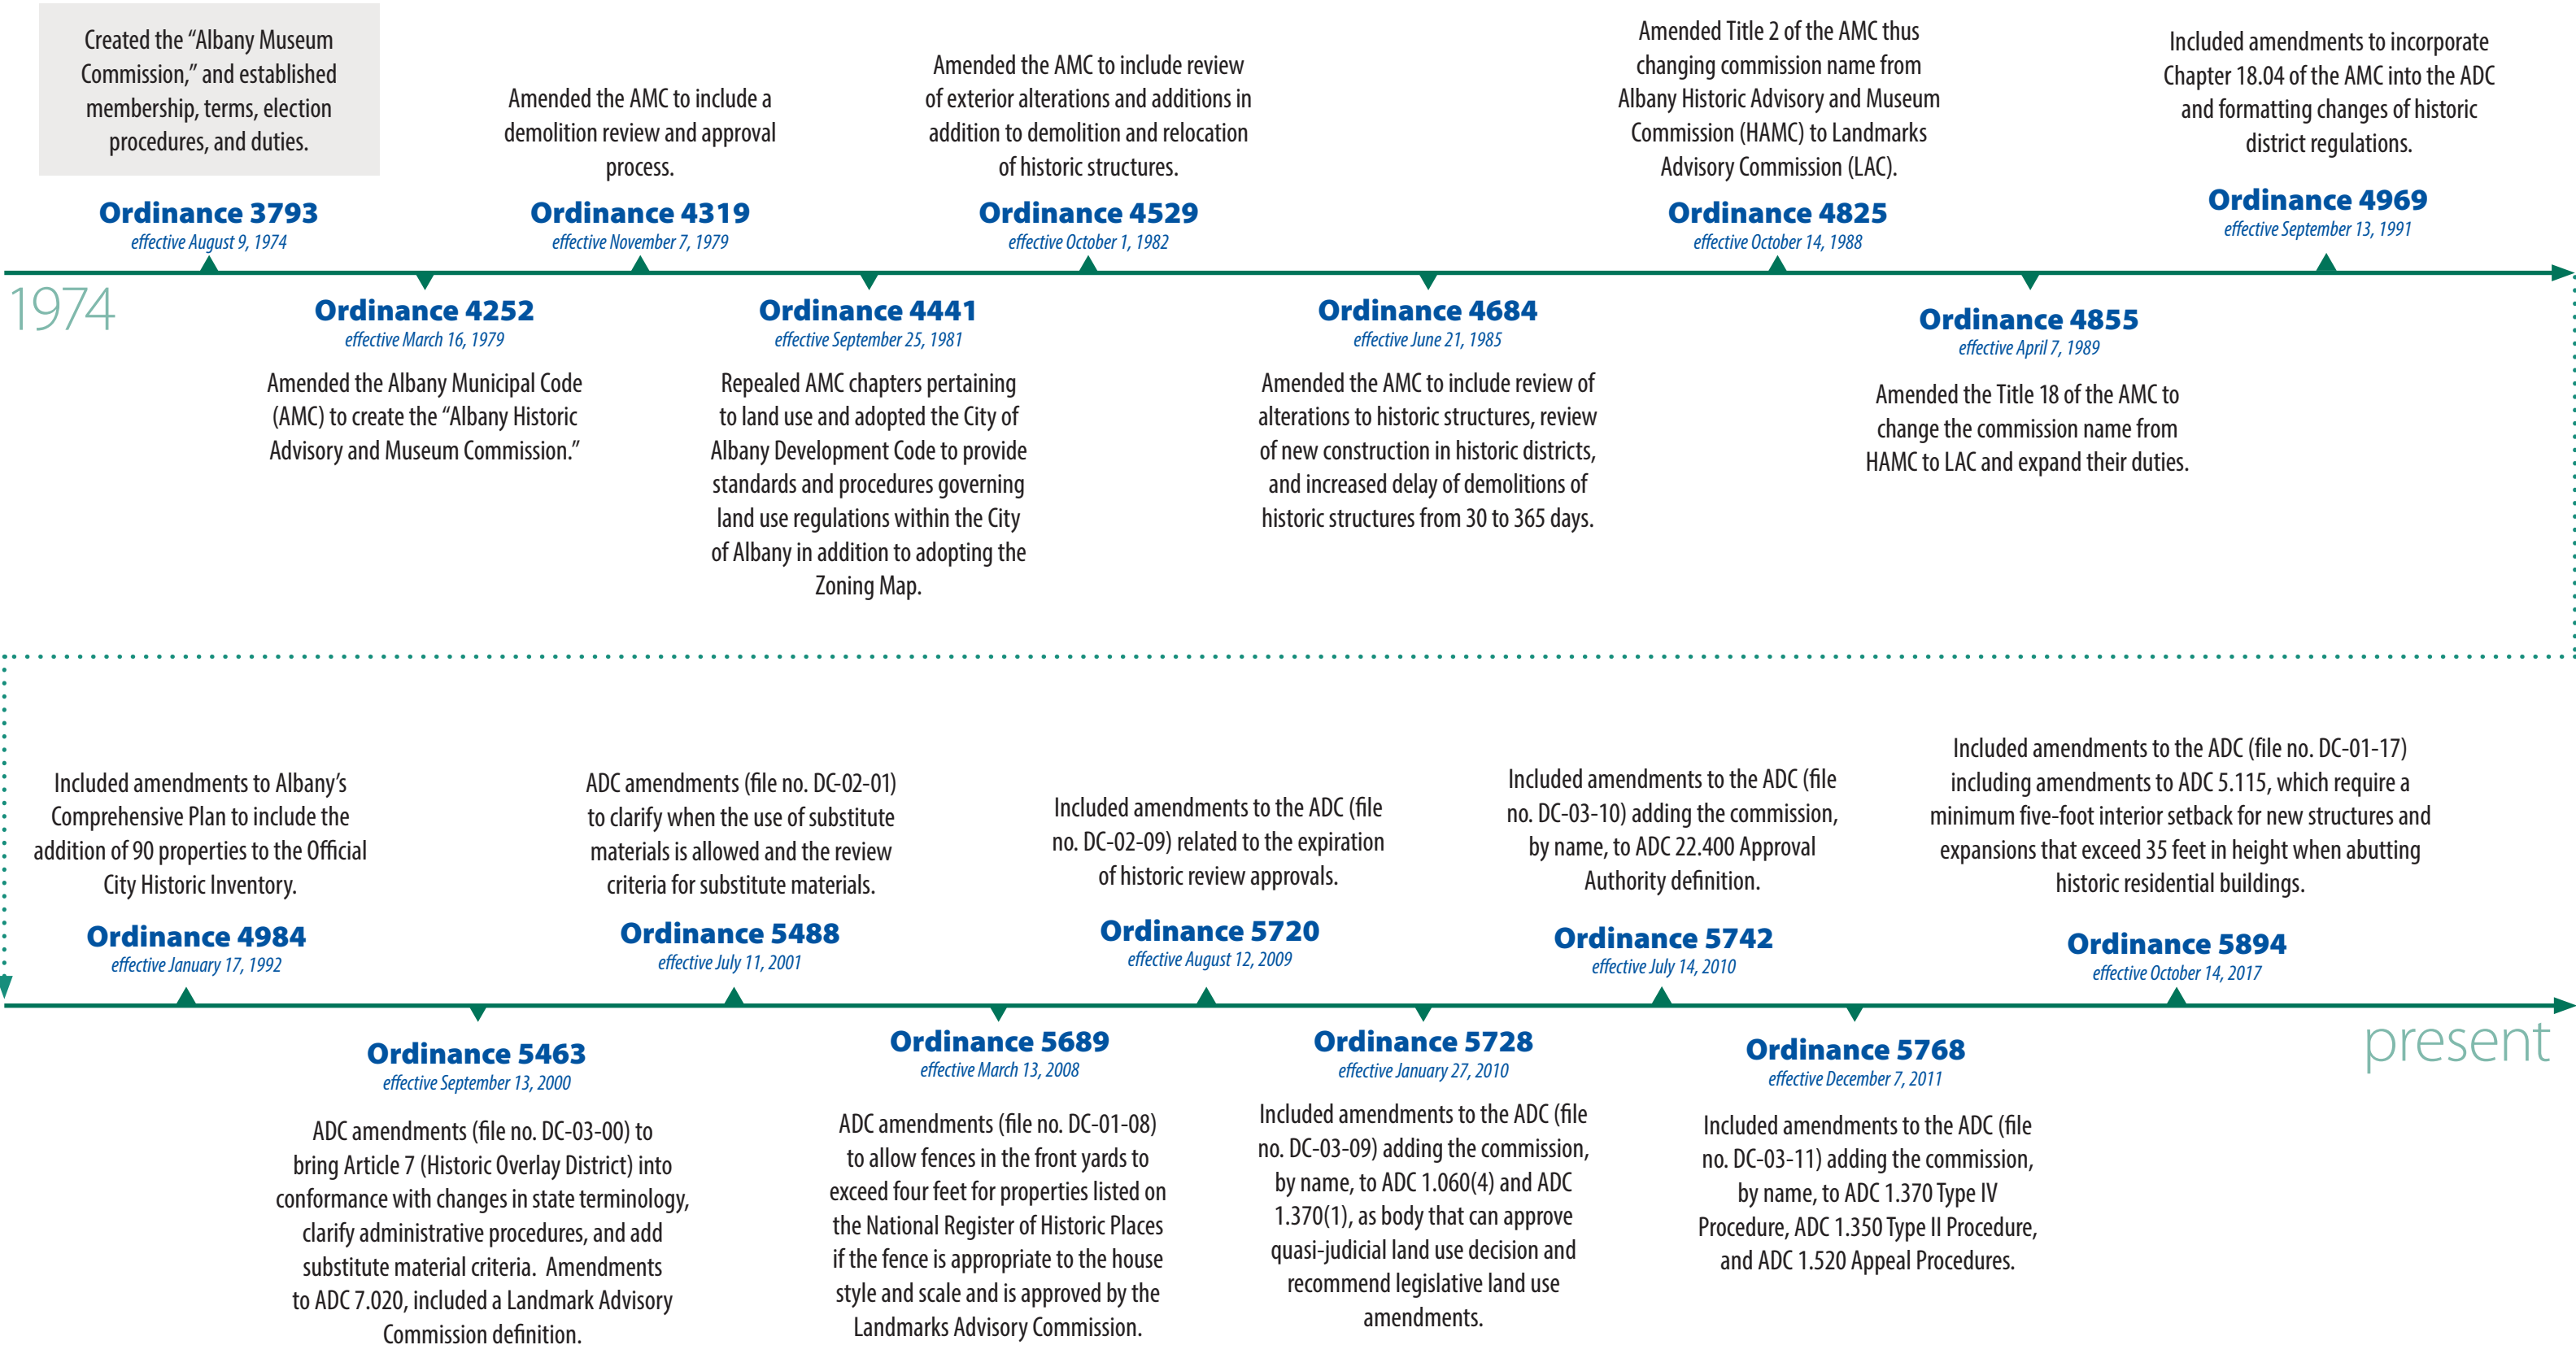 Created the “Albany Museum
Commission,” and established
membership, terms, election
procedures, and duties.
Ordinance 3793
effective August 9, 1974
Amended the AMC to include a
demolition review and approval
process.
Ordinance 4319
effective November 7, 1979
Amended the AMC to include review
of exterior alterations and additions in
addition to demolition and relocation
of historic structures.
Ordinance 4529
effective October 1, 1982
Amended Title 2 of the AMC thus
changing commission name from
Albany Historic Advisory and Museum
Commission (HAMC) to Landmarks
Advisory Commission (LAC).
Ordinance 4825
effective October 14, 1988
Included amendments to incorporate
Chapter 18.04 of the AMC into the ADC
and formatting changes of historic
district regulations.
Ordinance 4969
effective September 13, 1991
1974
Ordinance 4252
effective March 16, 1979
Amended the Albany Municipal Code
(AMC) to create the “Albany Historic
Advisory and Museum Commission.”
Ordinance 4441
effective September 25, 1981
Repealed AMC chapters pertaining
to land use and adopted the City of
Albany Development Code to provide
standards and procedures governing
land use regulations within the City
of Albany in addition to adopting the
Zoning Map.
Ordinance 4684
effective June 21, 1985
Amended the AMC to include review of
alterations to historic structures, review
of new construction in historic districts,
and increased delay of demolitions of
historic structures from 30 to 365 days.
Ordinance 4855
effective April 7, 1989
Amended the Title 18 of the AMC to
change the commission name from
HAMC to LAC and expand their duties.
Included amendments to Albany’s
Comprehensive Plan to include the
addition of 90 properties to the Official
City Historic Inventory.
Ordinance 4984
effective January 17, 1992
ADC amendments (file no. DC-02-01)
to clarify when the use of substitute
materials is allowed and the review
criteria for substitute materials.
Ordinance 5488
effective July 11, 2001
Included amendments to the ADC (file
no. DC-02-09) related to the expiration
of historic review approvals.
Ordinance 5720
effective August 12, 2009
Included amendments to the ADC (file
no. DC-03-10) adding the commission,
by name, to ADC 22.400 Approval
Authority definition.
Ordinance 5742
effective July 14, 2010
Included amendments to the ADC (file no. DC-01-17)
including amendments to ADC 5.115, which require a
minimum five-foot interior setback for new structures and
expansions that exceed 35 feet in height when abutting
historic residential buildings.
Ordinance 5894
effective October 14, 2017
Ordinance 5463
effective September 13, 2000
ADC amendments (file no. DC-03-00) to
bring Article 7 (Historic Overlay District) into
conformance with changes in state terminology,
clarify administrative procedures, and add
substitute material criteria.  Amendments
to ADC 7.020, included a Landmark Advisory
Commission definition.
Ordinance 5689
effective March 13, 2008
ADC amendments (file no. DC-01-08)
to allow fences in the front yards to
exceed four feet for properties listed on
the National Register of Historic Places
if the fence is appropriate to the house
style and scale and is approved by the
Landmarks Advisory Commission.
Ordinance 5728
effective January 27, 2010
Included amendments to the ADC (file
no. DC-03-09) adding the commission,
by name, to ADC 1.060(4) and ADC
1.370(1), as body that can approve
quasi-judicial land use decision and
recommend legislative land use
amendments.
Ordinance 5768
effective December 7, 2011
Included amendments to the ADC (file
no. DC-03-11) adding the commission,
by name, to ADC 1.370 Type IV
Procedure, ADC 1.350 Type II Procedure,
and ADC 1.520 Appeal Procedures.
present